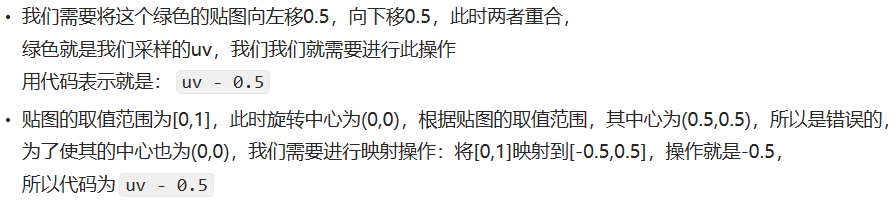 • 我们需要将这个绿色的贴图向左移0.5，向下移0.5，此时两者重合，
绿色就是我们采样的uv，我们我们就需要进行此操作
用代码表示就是： uv - 0.5
• 贴图的取值范围为[0,1]，此时旋转中心为(0,0)，根据贴图的取值范围，其中心为(0.5,0.5)，所以是错误的，
为了使其的中心也为(0,0)，我们需要进行映射操作：将[0,1]映射到[-0.5,0.5]，操作就是-0.5，
所以代码为 uv - 0.5